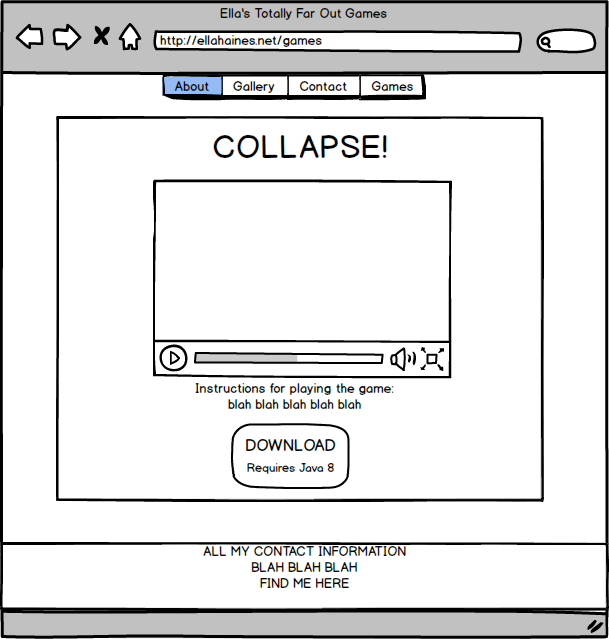 Ella's Totally Far Out Games
http://ellahaines.net/games
About Gallery Contact Games
COLLAPSE!
Instructions for playing the game:
blah blah blah blah blah
DOWNLOAD
Requires Java 8
ALL MY CONTACT INFORMATION
BLAH BLAH BLAH
FIND ME HERE